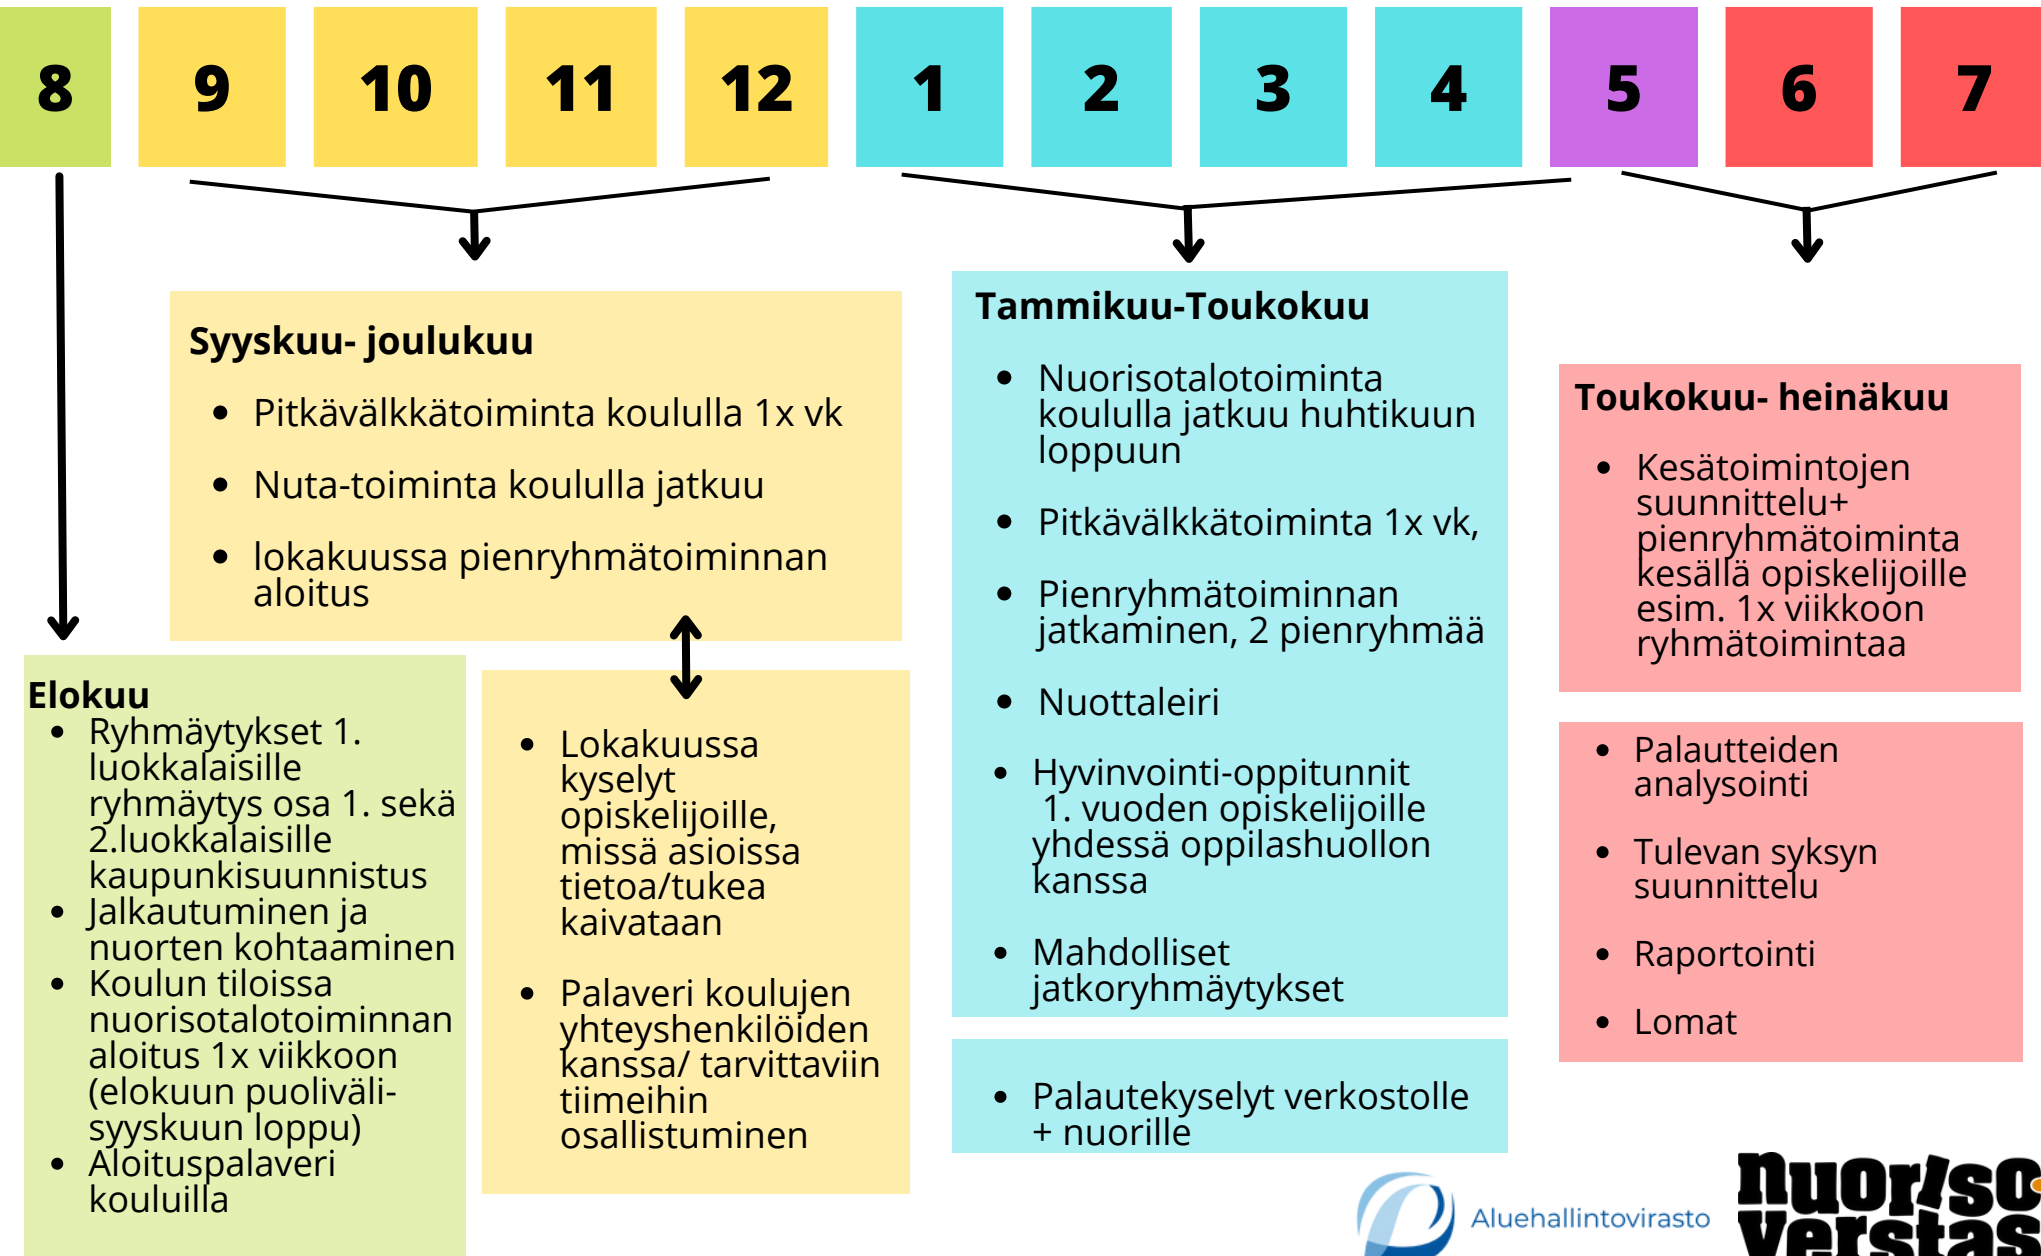 8 9 10 11 12 1 2 3 4 5 6 7
Syyskuu- joulukuu
• Pitkävälkkätoiminta koululla 1x vk
• Nuta-toiminta koululla jatkuu
• lokakuussa pienryhmätoiminnan
aloitus
Elokuu
• Ryhmäytykset 1.
luokkalaisille
ryhmäytys osa 1. sekä
2.luokkalaisille
kaupunkisuunnistus
• Jalkautuminen ja
nuorten kohtaaminen
• Koulun tiloissa
nuorisotalotoiminnan
aloitus 1x viikkoon
(elokuun puoliväli-
syyskuun loppu)
• Aloituspalaveri
kouluilla
• Lokakuussa
kyselyt
opiskelijoille,
missä asioissa
tietoa/tukea
kaivataan
• Palaveri koulujen
yhteyshenkilöiden
kanssa/ tarvittaviin
tiimeihin
osallistuminen
Tammikuu-Toukokuu
• Nuorisotalotoiminta
koululla jatkuu huhtikuun
loppuun
• Pitkävälkkätoiminta 1x vk,
• Pienryhmätoiminnan
jatkaminen, 2 pienryhmää
• Nuottaleiri
• Hyvinvointi-oppitunnit
1. vuoden opiskelijoille
yhdessä oppilashuollon
kanssa
• Mahdolliset
jatkoryhmäytykset
• Palautekyselyt verkostolle
+ nuorille
Toukokuu- heinäkuu
• Kesätoimintojen
suunnittelu+
pienryhmätoiminta
kesällä opiskelijoille
esim. 1x viikkoon
ryhmätoimintaa
• Palautteiden
analysointi
• Tulevan syksyn
suunnittelu
• Raportointi
• Lomat
Aluehallintovirasto
nuoriso
verstas